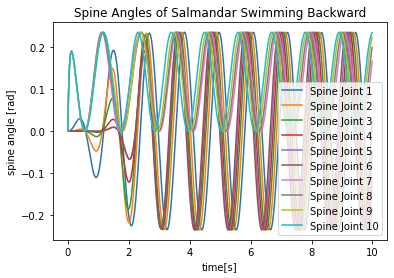 Spine Angles of Salmandar Swimming Backward
spine angle [rad]
0.2
0.1
0.0
−0.1
−0.2
Spine Joint 1
Spine Joint 2
Spine Joint 3
Spine Joint 4
Spine Joint 5
Spine Joint 6
Spine Joint 7
Spine Joint 8
Spine Joint 9
Spine Joint 10
0 2 4 6 8 10
time[s]